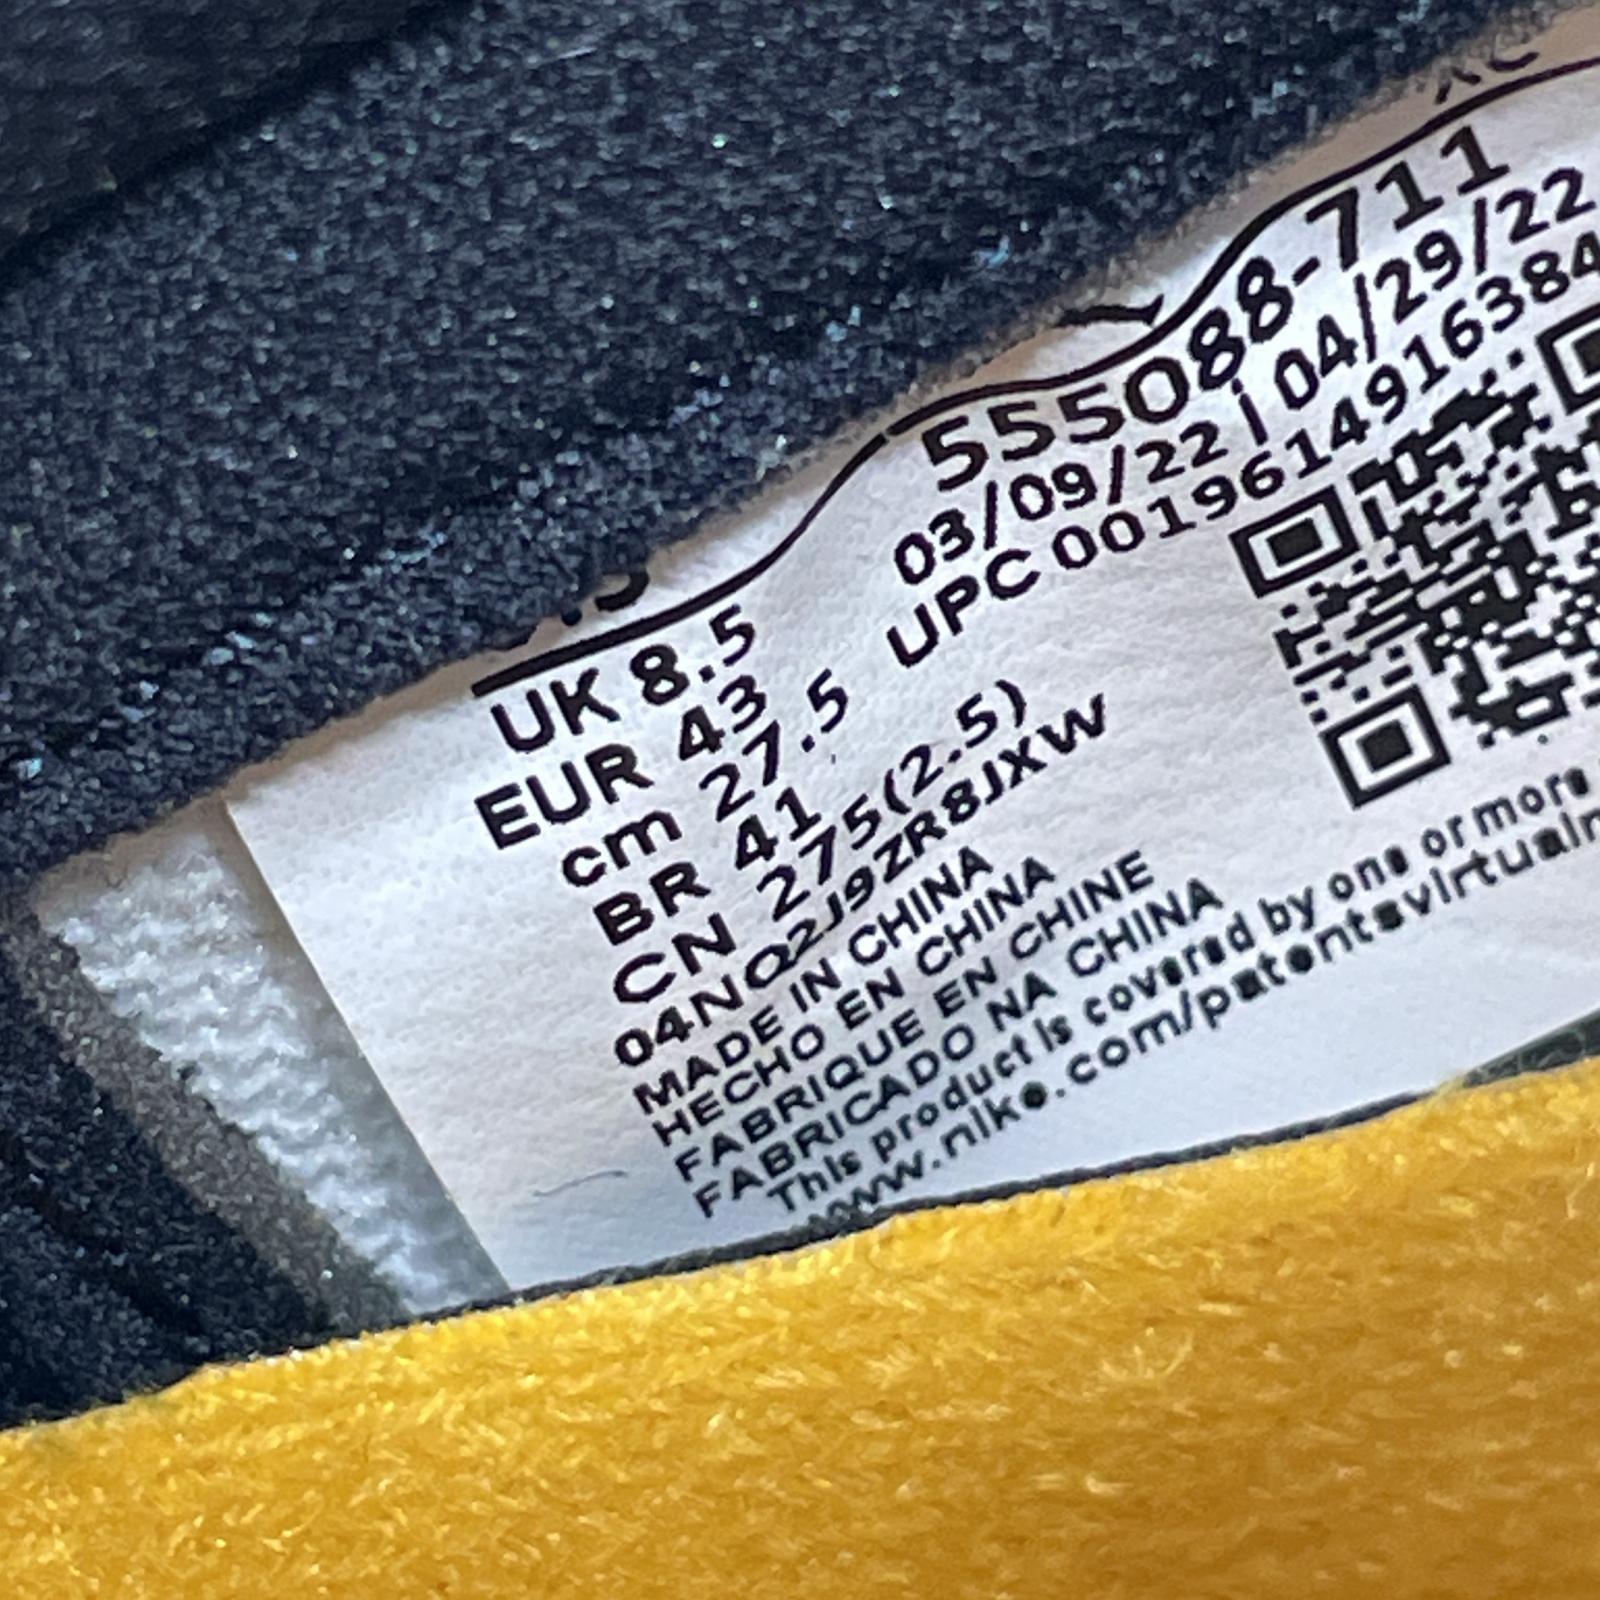 UK 8.5
EUR 43
cm 27.5
BR 41
CN 275(2.5)
04NQ2J9ZR8JXW
MADE IN CHINA
HECHO EN CHINA
FABRIQUE EN CHINE
FABRICADO NA CHINA
This product is covered by one or more
www.nike.com/patents
555088-711
03/09/22 | 04/29/22
UPC 00196149916384